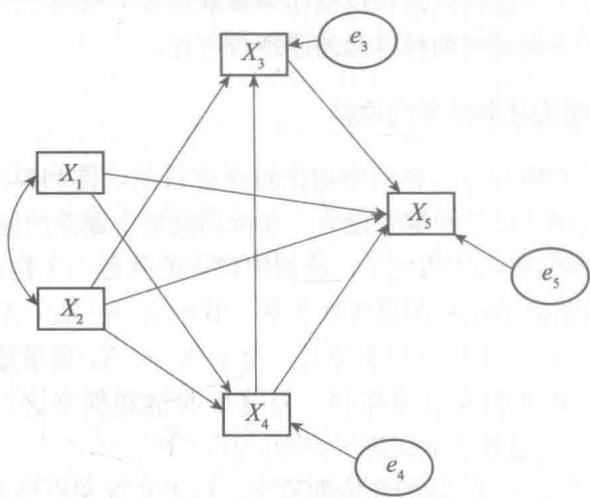 X₃
e₃
X₁
X₅
X₂
e₅
X₄
e₄